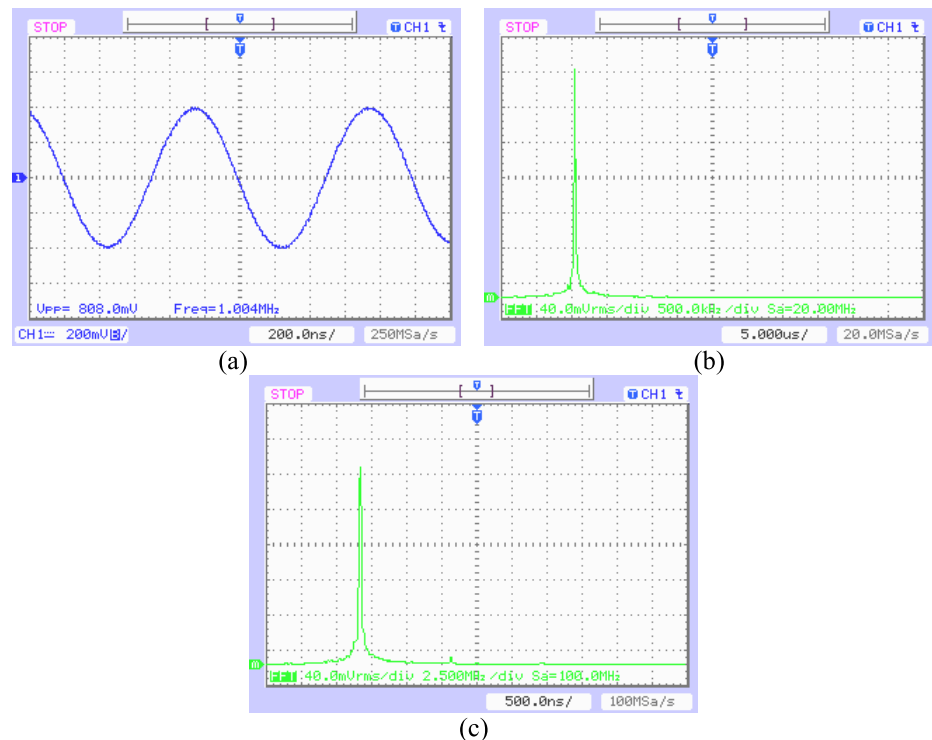 STOP
T
T CH1
T
1
VPP= 808.0mV Freq=1.004MHz
CH1 200mV B/
200.0ns/
250MSa/s
(a)
STOP
T
T CH1
T
m
FFT 40.0mVrms/div 500.0kHz/div Sa=20.00MHz
5.000us/
20.0MSa/s
(b)
STOP
T
T CH1
T
m
FFT 40.0mVrms/div 2.500MHz/div Sa=100.0MHz
500.0ns/
100MSa/s
(c)